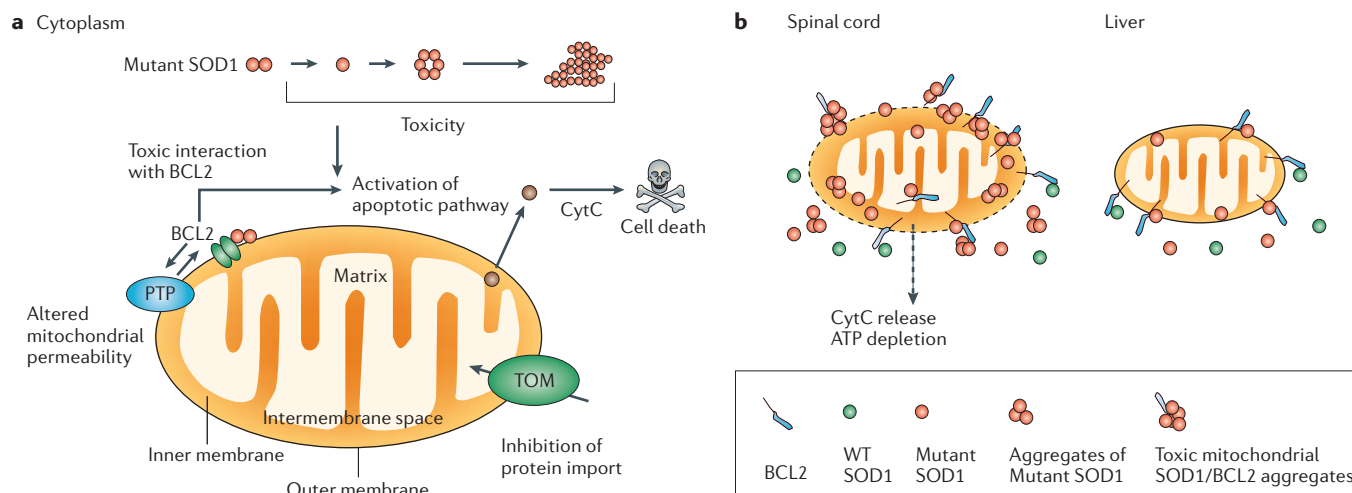 a Cytoplasm
Mutant SOD1
Toxicity
Toxic interaction
with BCL2
Activation of
apoptotic pathway
CytC
Cell death
BCL2
PTP
Matrix
Altered
mitochondrial
permeability
TOM
Intermembrane space
Inner membrane
Inhibition of
protein import
Outer membrane
b Spinal cord
Liver
CytC release
ATP depletion
BCL2
WT
SOD1
Mutant
SOD1
Aggregates of
Mutant SOD1
Toxic mitochondrial
SOD1/BCL2 aggregates